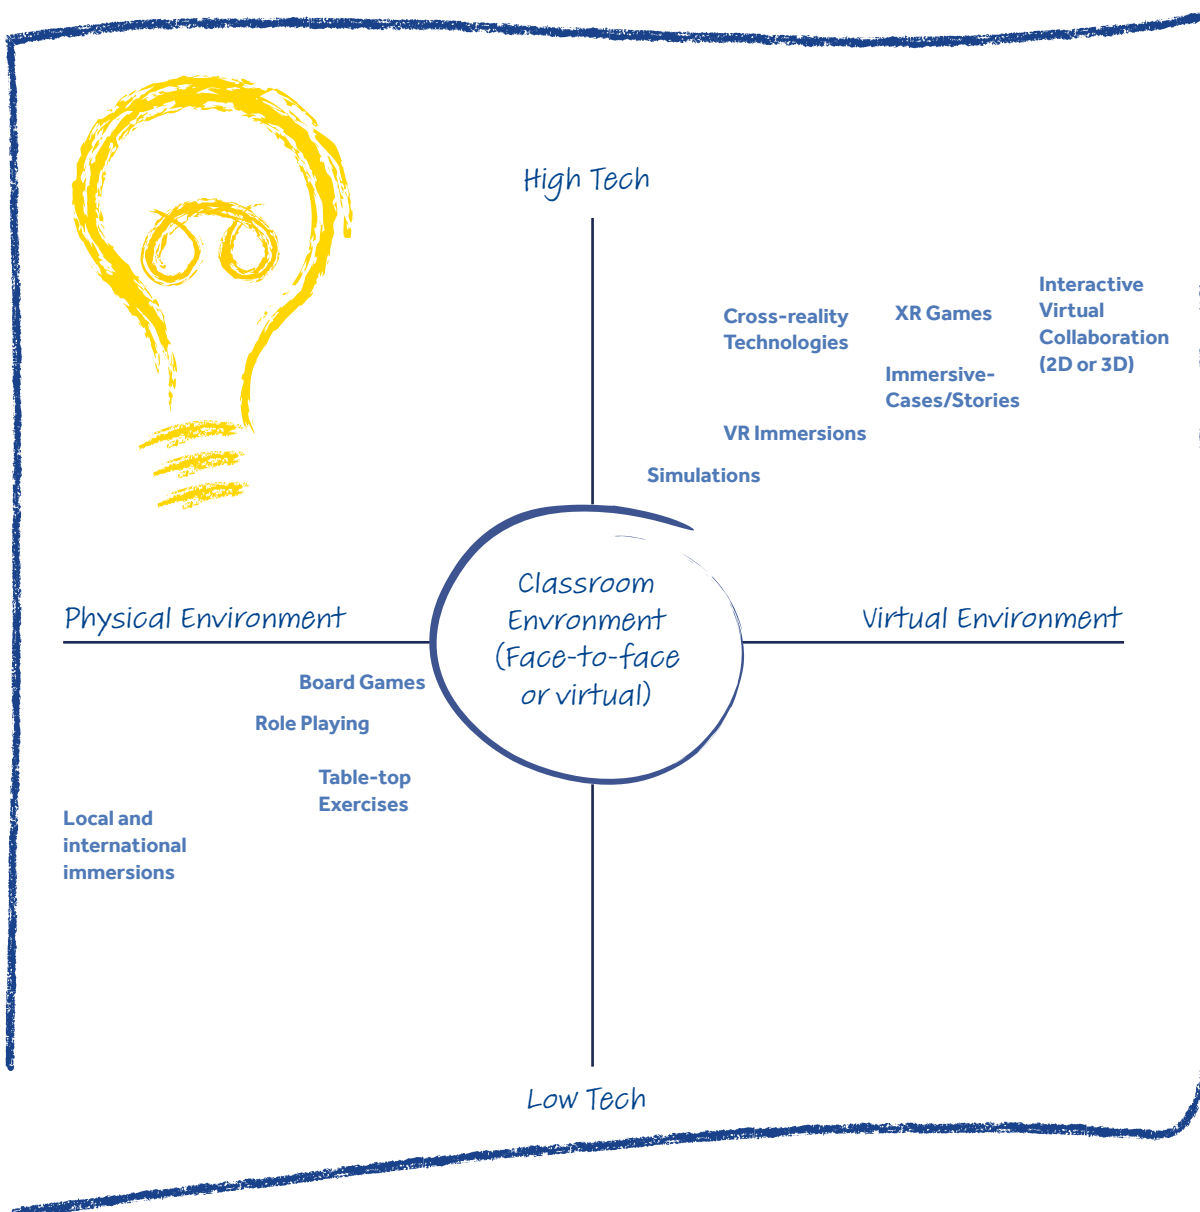 High Tech
Cross-reality
Technologies
XR Games
Interactive
Virtual
Collaboration
(2D or 3D)
Immersive-
Cases/Stories
VR Immersions
Simulations
Classroom
Envronment
(Face-to-face
or virtual)
Physical Environment
Virtual Environment
Board Games
Role Playing
Table-top
Exercises
Local and
international
immersions
Low Tech